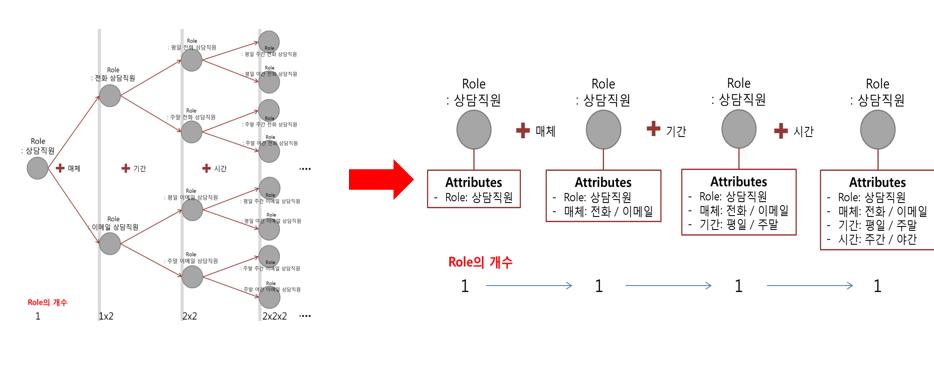 Role
: 상담직원
+ 매체
Role
: 전화 상담직원
Role
이메일 상담직원
+ 기간
Role
: 평일 전화 상담직원
Role
: 주말 전화 상담직원
Role
: 평일 이메일 상담직원
Role
: 주말 이메일 상담직원
+ 시간
Role
: 평일 주간 전화 상담직원
Role
: 평일 야간 전화 상담직원
Role
: 주말 주간 전화 상담직원
Role
: 주말 야간 전화 상담직원
Role
: 평일 주간 이메일 상담직원
Role
평일 야간 이메일 상담직원
Role
: 주말 주간 이메일 상담직원
Role
: 주말 야간 이메일 상담직원
....
Role의 개수
1
1x2
2x2
2x2x2
....
Role
: 상담직원
+ 매체
Role
: 상담직원
+ 기간
Role
: 상담직원
+ 시간
Role
: 상담직원
Attributes
- Role: 상담직원
Attributes
- Role: 상담직원
- 매체: 전화 / 이메일
Attributes
- Role: 상담직원
- 매체: 전화 / 이메일
- 기간: 평일 / 주말
Attributes
- Role: 상담직원
- 매체: 전화 / 이메일
- 기간: 평일 / 주말
- 시간: 주간 / 야간
Role의 개수
1
1
1
1